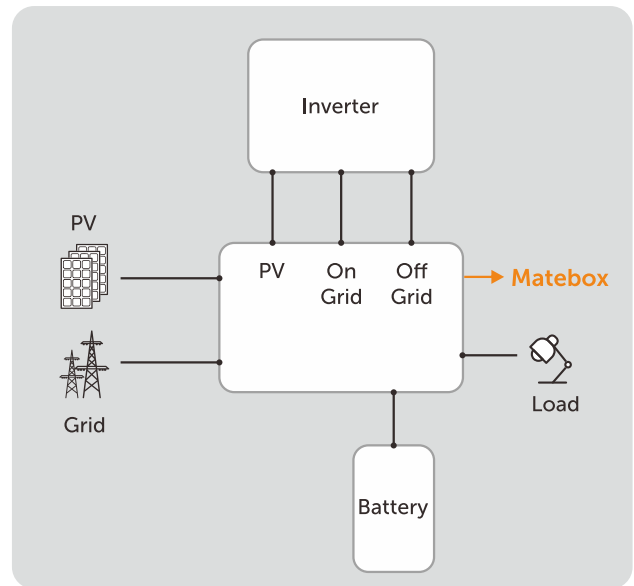 Inverter
PV
PV
On
Grid
Off
Grid
Matebox
Grid
Load
Battery